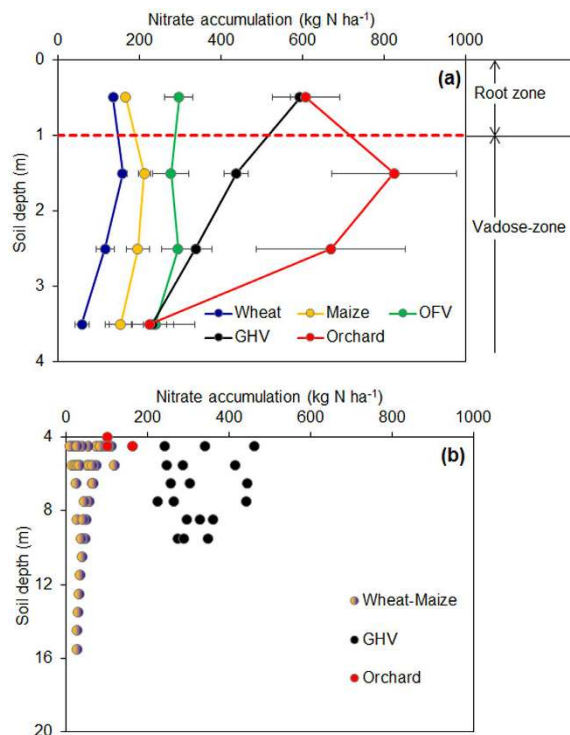 Nitrate accumulation (kg N ha⁻¹)
0 200 400 600 800 1000
0
(a)
Root zone
1
Soil depth (m)
2
Vadose-zone
3
Wheat Maize OFV
GHV Orchard
4
Nitrate accumulation (kg N ha⁻¹)
0 200 400 600 800 1000
4
(b)
8
Soil depth (m)
12
Wheat-Maize
GHV
16
Orchard
20